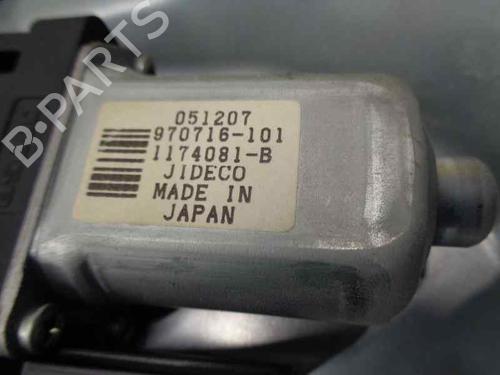 B-PARTS
051207
970716-101
1174081-B
JIDECO
MADE IN
JAPAN